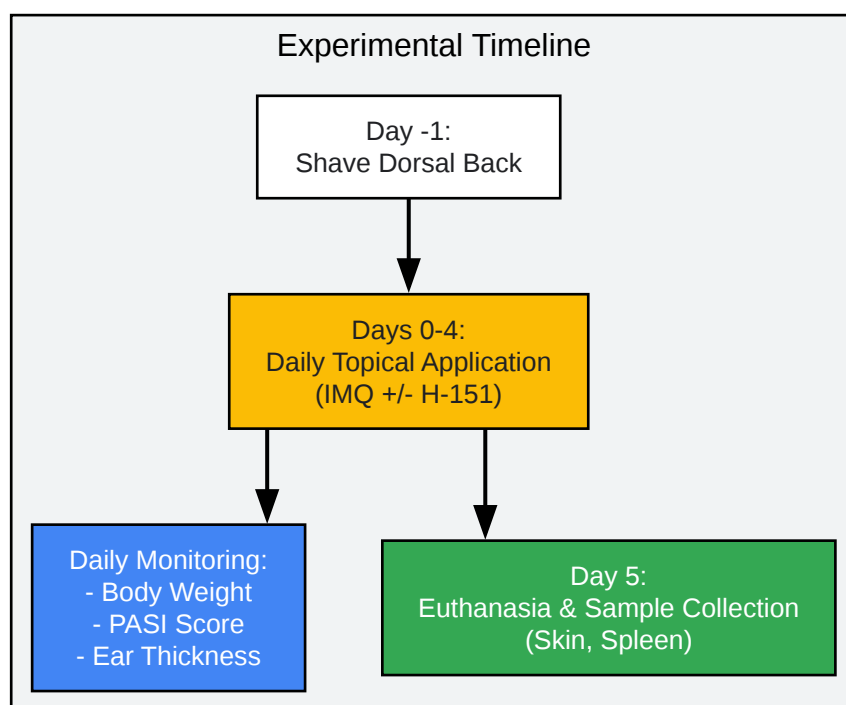 Experimental Timeline
Day -1:
Shave Dorsal Back
Days 0-4:
Daily Topical Application
(IMQ +/- H-151)
Daily Monitoring:
- Body Weight
- PASI Score
- Ear Thickness
Day 5:
Euthanasia & Sample Collection
(Skin, Spleen)